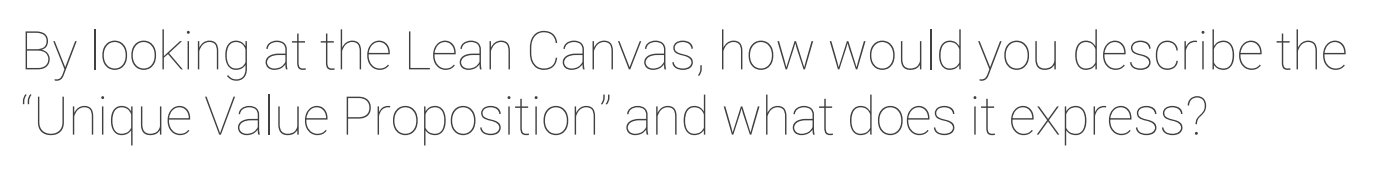 By looking at the Lean Canvas, how would you describe the
“Unique Value Proposition” and what does it express?